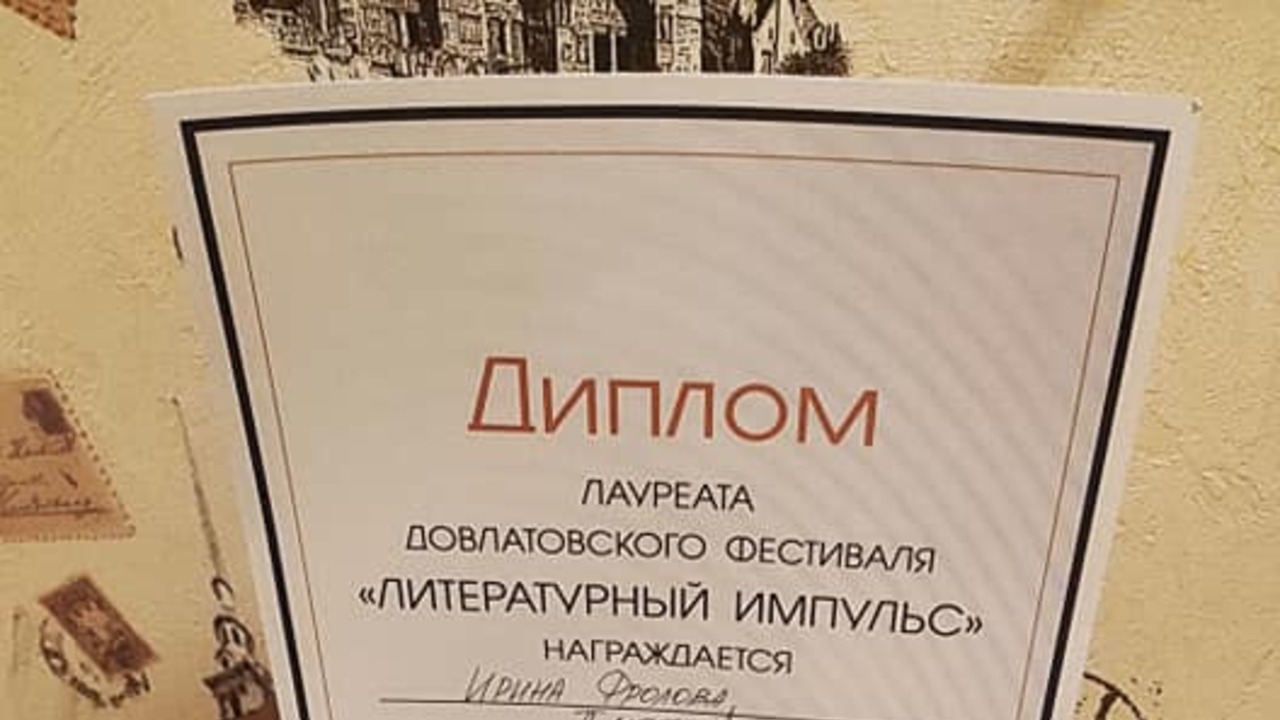 Диплом
ЛАУРЕАТА
ДОВЛАТОВСКОГО ФЕСТИВАЛЯ
«ЛИТЕРАТУРНЫЙ ИМПУЛЬС»
НАГРАЖДАЕТСЯ
Ирина Фролова,